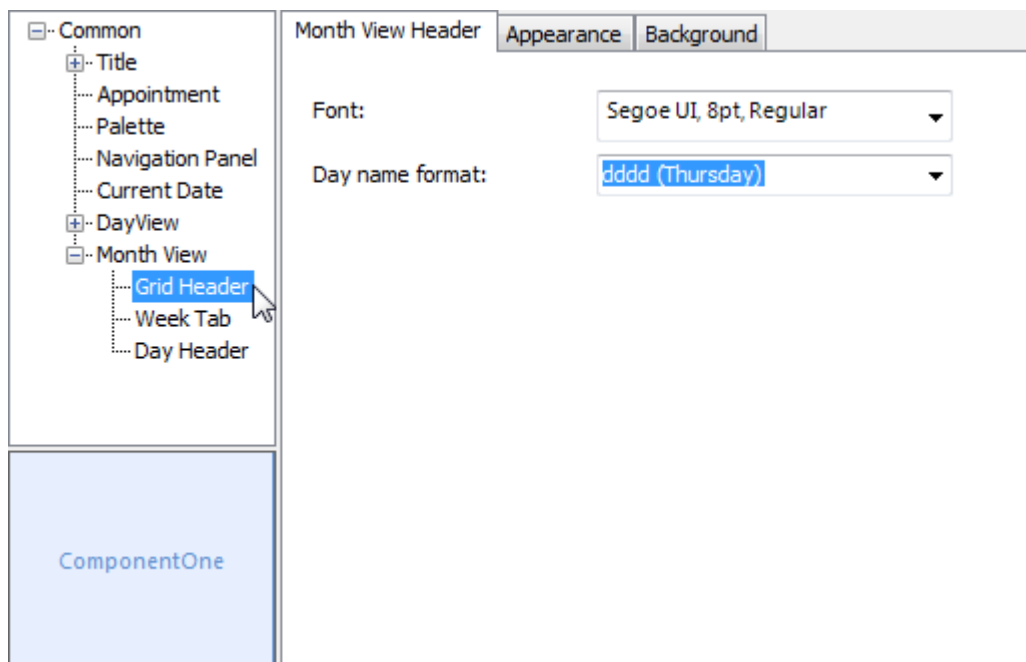 Common
Title
Appointment
Palette
Navigation Panel
Current Date
DayView
Month View
Grid Header
Week Tab
Day Header
ComponentOne
Month View Header Appearance Background
Font: Segoe UI, 8pt, Regular
Day name format: dddd (Thursday)